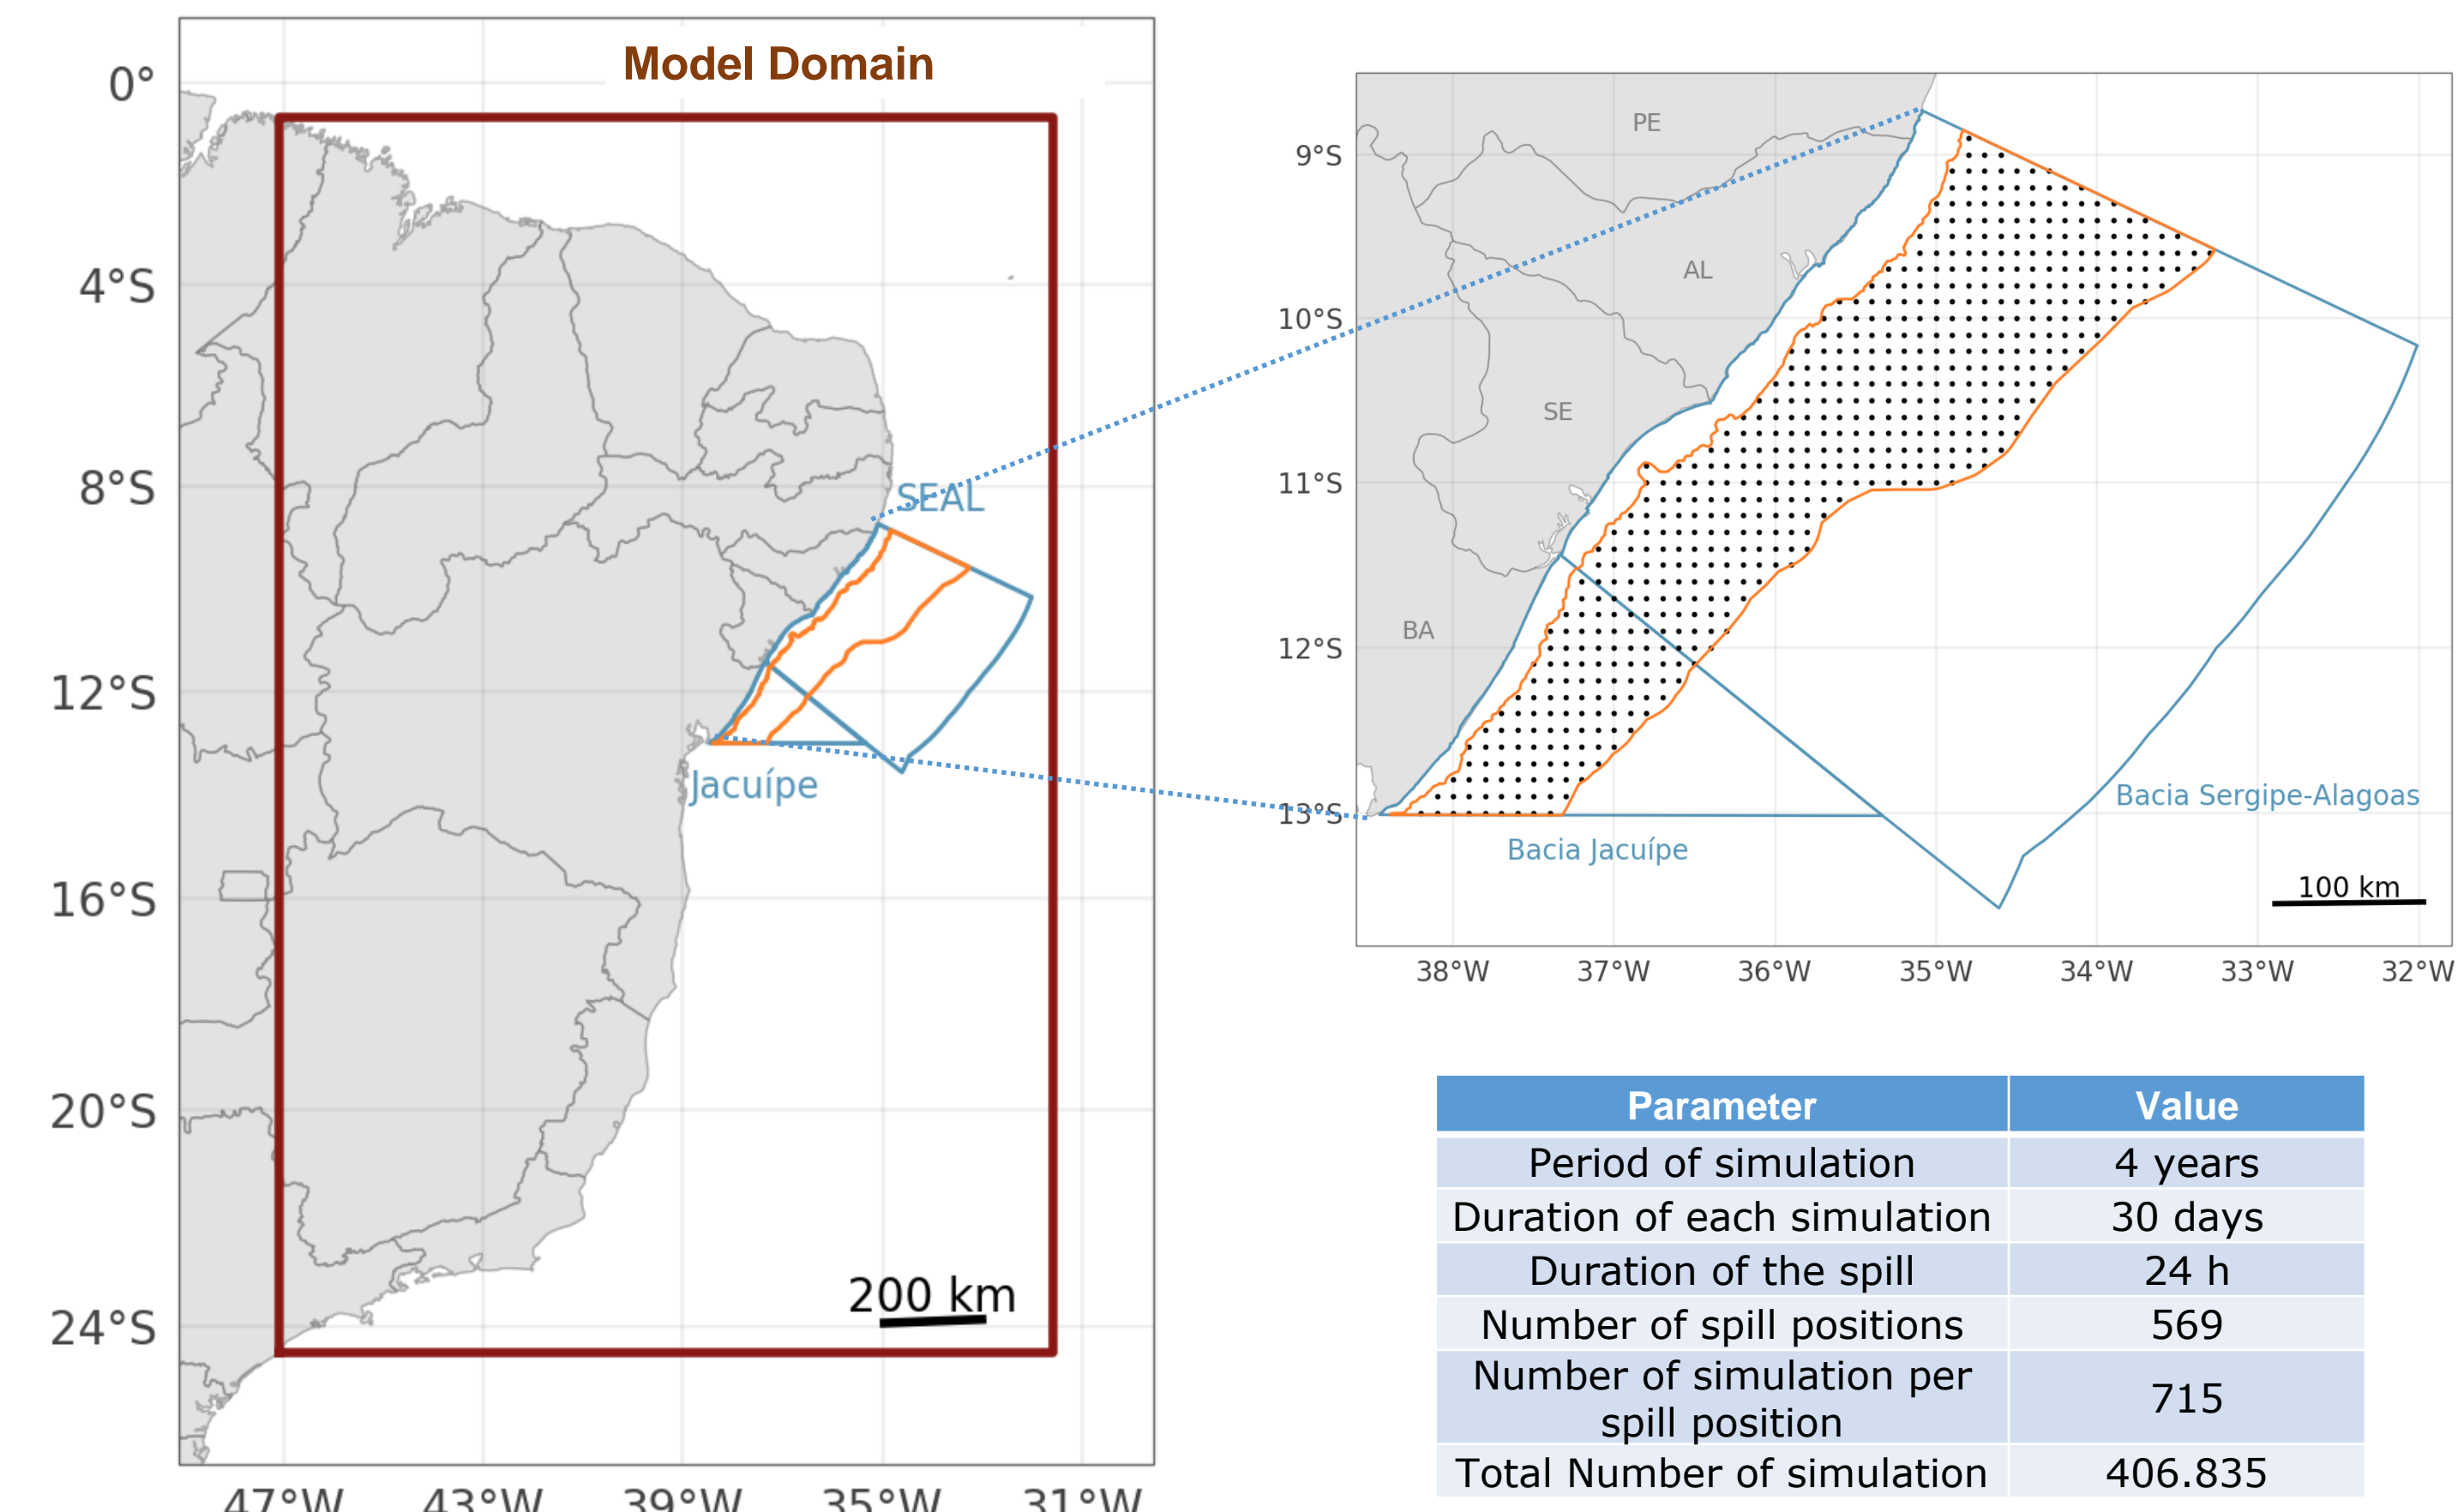 Model Domain
0°
4°S
8°S
12°S
16°S
20°S
24°S
47°W 43°W 39°W 35°W 31°W
SEAL
Jacuípe
200 km
9°S
10°S
11°S
12°S
13°S
38°W 37°W 36°W 35°W 34°W 33°W 32°W
PE
AL
SE
BA
Bacia Sergipe-Alagoas
Bacia Jacuípe
100 km
Parameter Value
Period of simulation 4 years
Duration of each simulation 30 days
Duration of the spill 24 h
Number of spill positions 569
Number of simulation per
spill position 715
Total Number of simulation 406.835